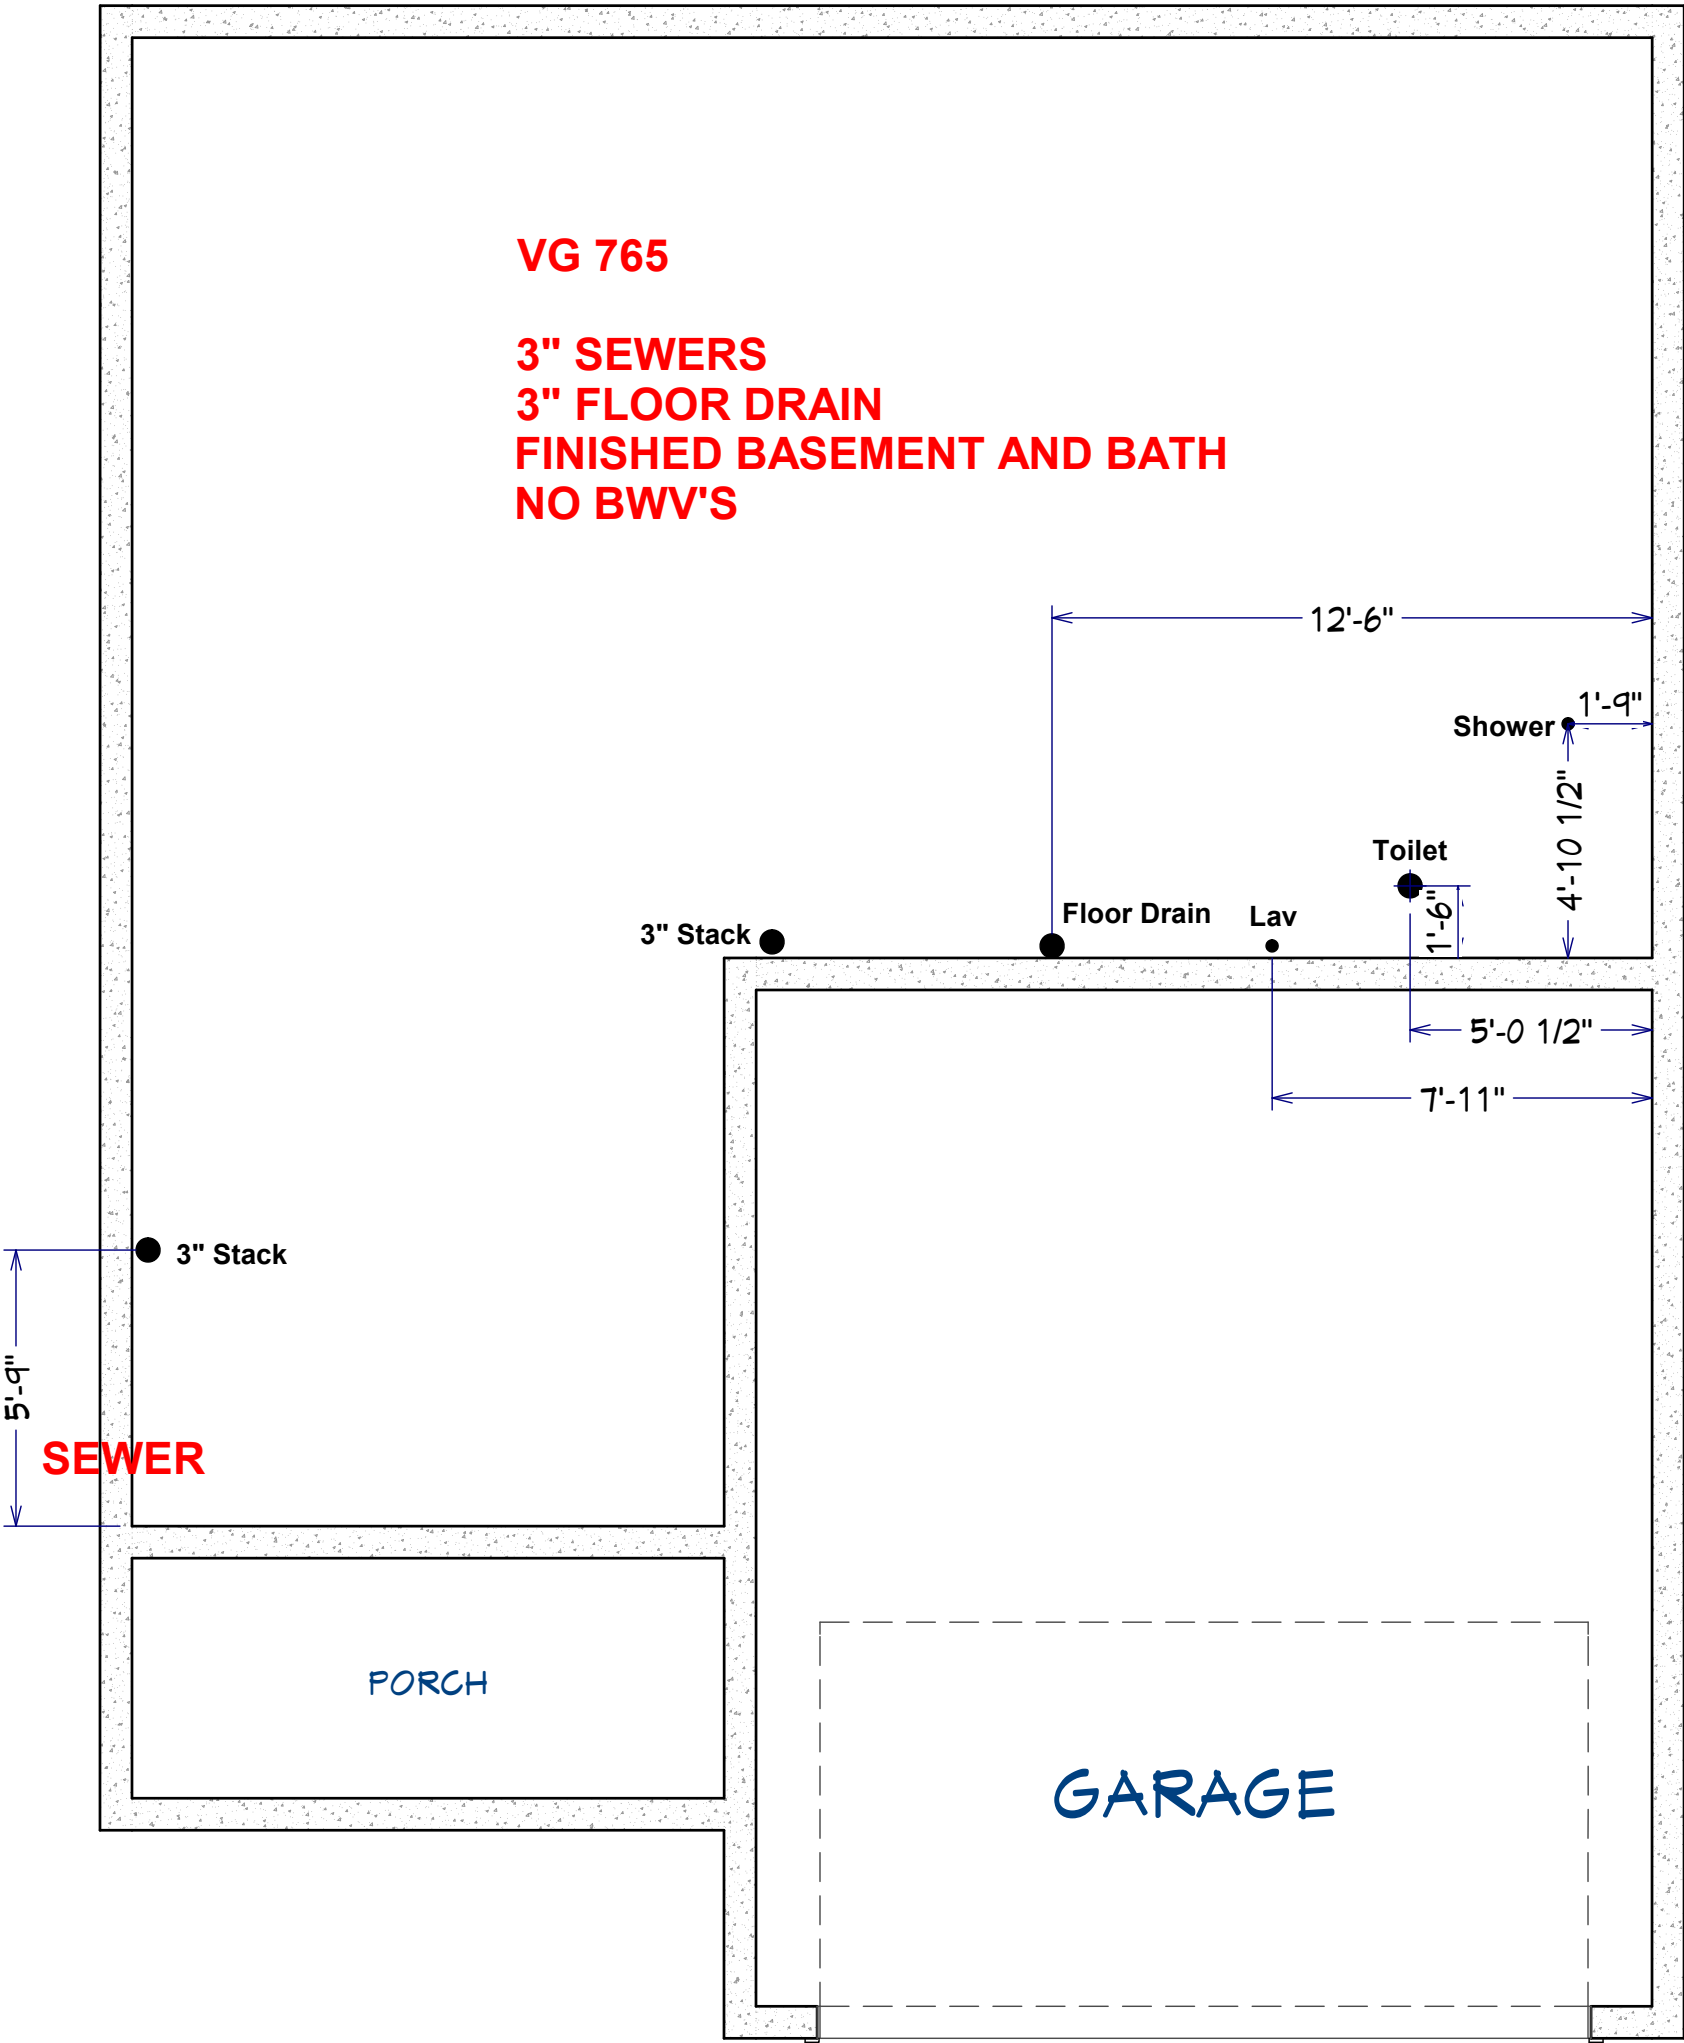 VG 765
3" SEWERS
3" FLOOR DRAIN
FINISHED BASEMENT AND BATH
NO BWV'S
12'-6"
1'-9"
Shower
4'-10 1/2"
Toilet
1'-6"
Floor Drain
Lav
3" Stack
5'-0 1/2"
7'-11"
3" Stack
5'-9"
SEWER
PORCH
GARAGE